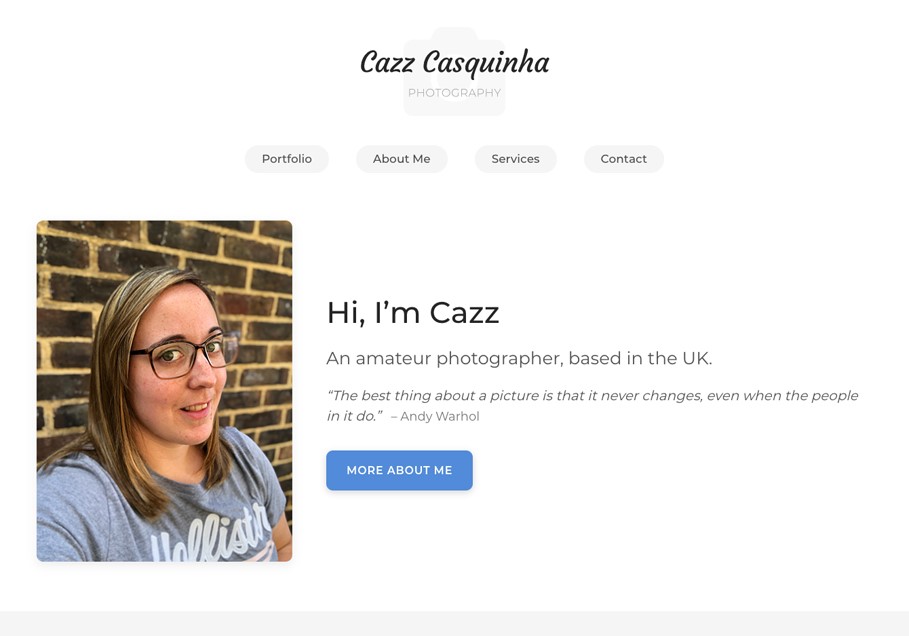 Cazz Casquinha
PHOTOGRAPHY
Portfolio
About Me
Services
Contact
Hi, I’m Cazz
An amateur photographer, based in the UK.
“The best thing about a picture is that it never changes, even when the people
in it do.” – Andy Warhol
MORE ABOUT ME
Hollist